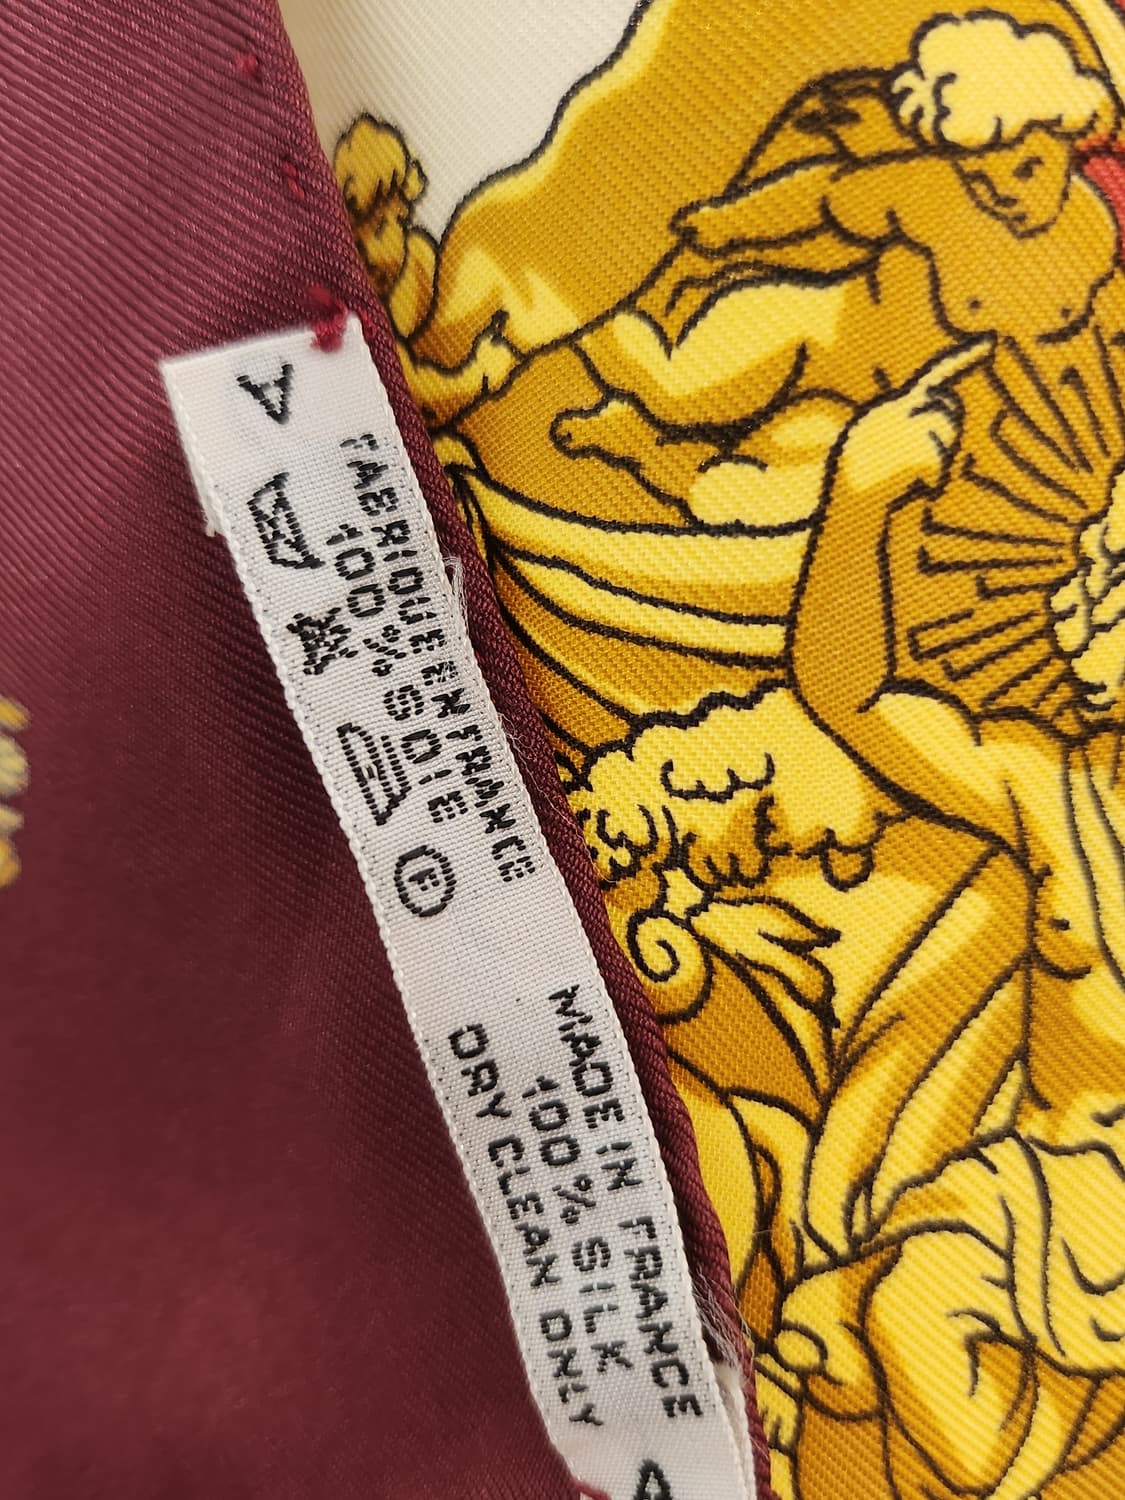 A
FABRIQUE EN FRANCE
100 % SOIE
F
MADE IN FRANCE
100 % SILK
DRY CLEAN ONLY
A